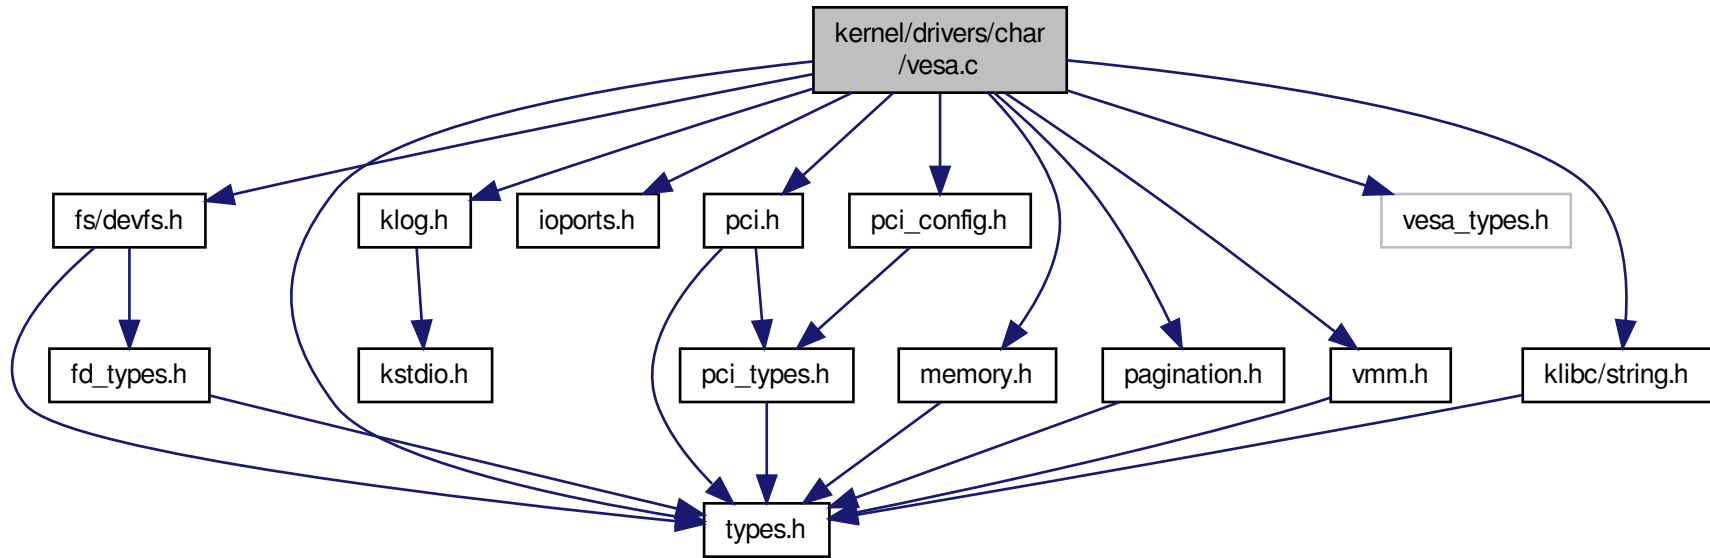 kernel/drivers/char
/vesa.c
fs/devfs.h
klog.h
ioports.h
pci.h
pci_config.h
vesa_types.h
fd_types.h
kstdio.h
pci_types.h
memory.h
pagination.h
vmm.h
klibc/string.h
types.h